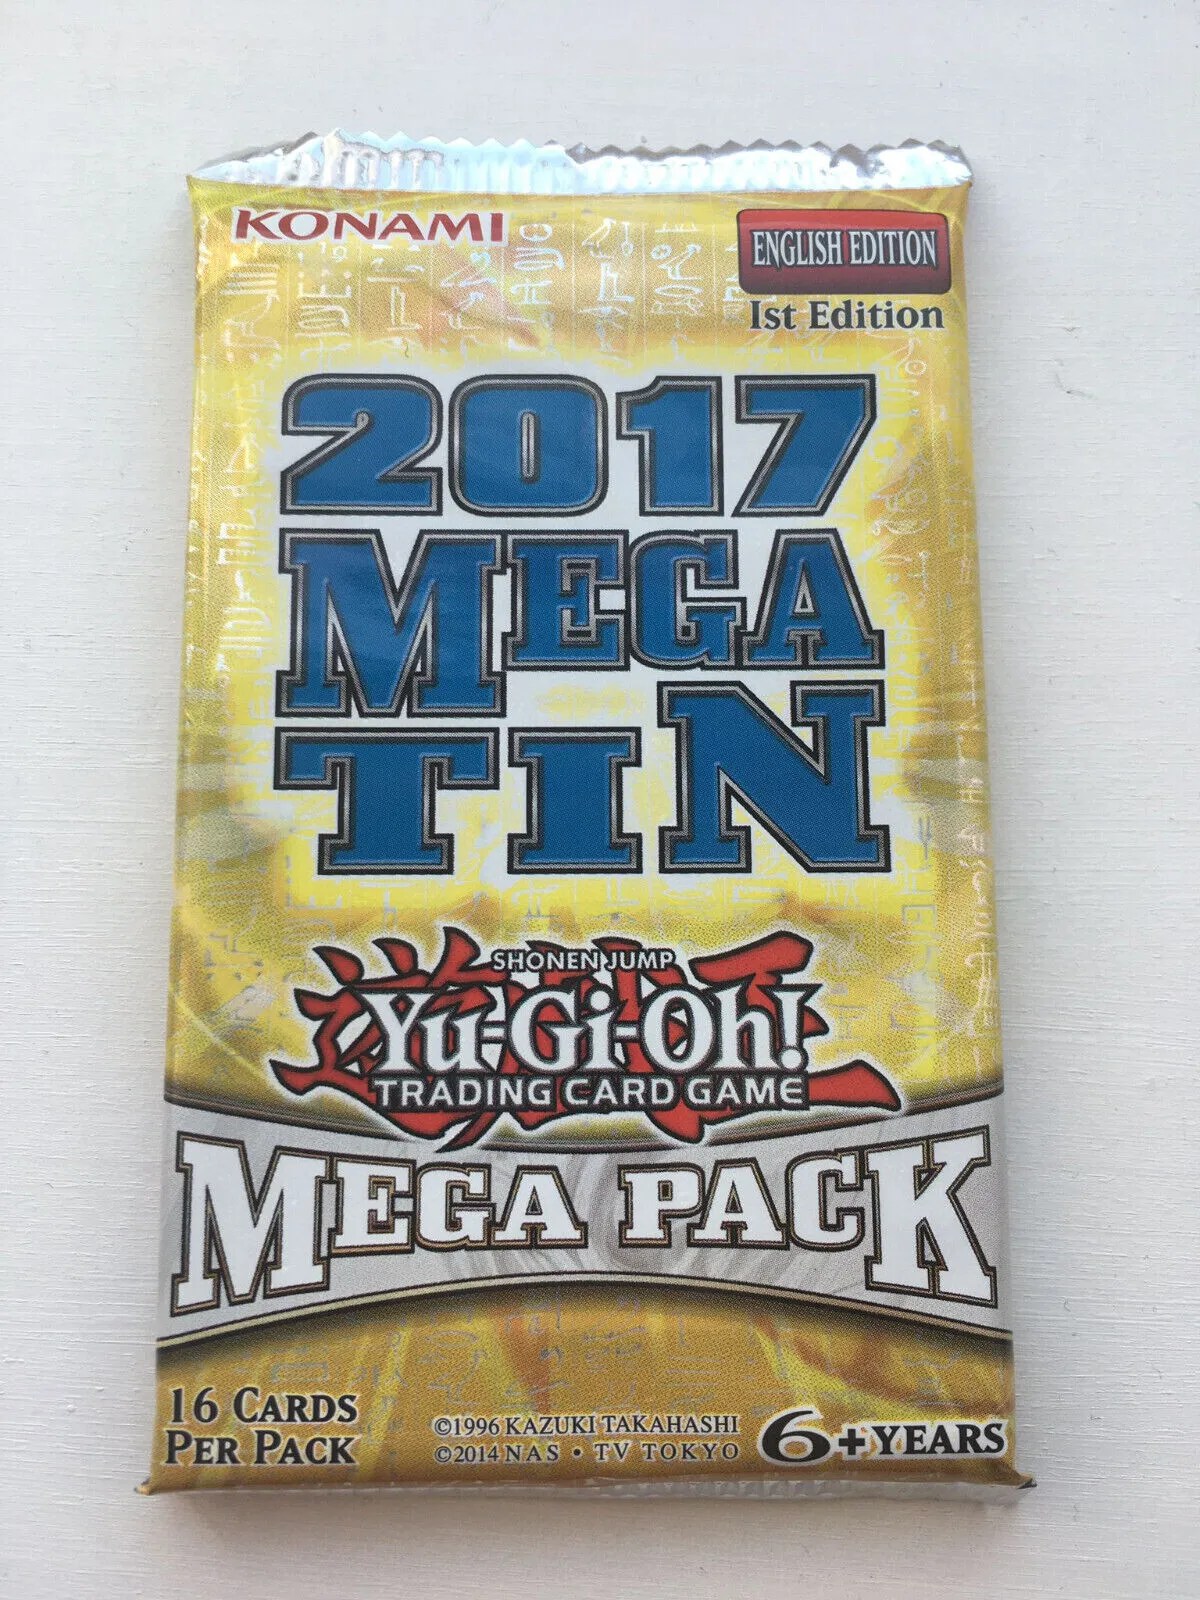 KONAMI
ENGLISH EDITION
1st Edition
2017
MEGA
TIN
SHONEN JUMP
Yu-Gi-Oh!
TRADING CARD GAME
MEGA PACK
16 CARDS
PER PACK
©1996 KAZUKI TAKAHASHI
©2014 NAS • TV TOKYO
6+YEARS